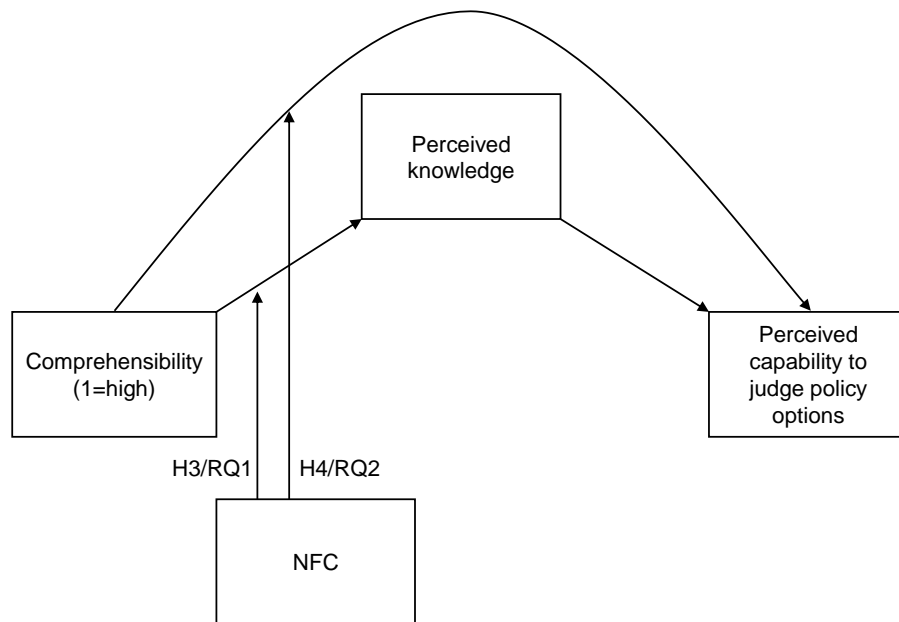 Perceived
knowledge
Comprehensibility
(1=high)
Perceived
capability to
judge policy
options
H3/RQ1
H4/RQ2
NFC